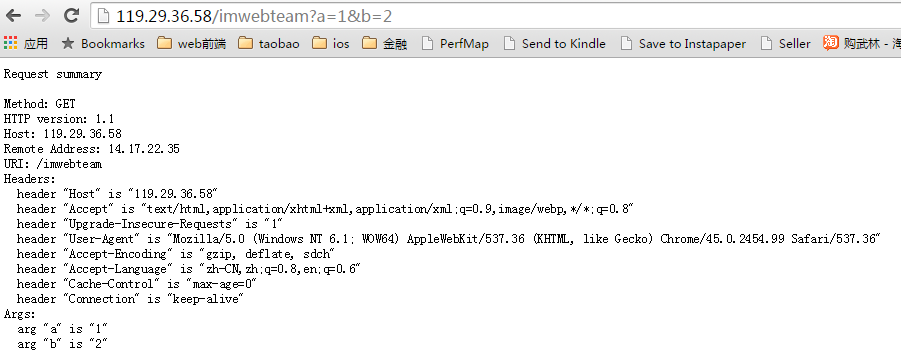 119.29.36.58/imwebteam?a=1&b=2
应用 Bookmarks web前端 taobao ios 金融 PerfMap Send to Kindle Save to Instapaper Seller 淘 购武林 - 淘
Request summary
Method: GET
HTTP version: 1.1
Host: 119.29.36.58
Remote Address: 14.17.22.35
URI: /imwebteam
Headers:
header "Host" is "119.29.36.58"
header "Accept" is "text/html,application/xhtml+xml,application/xml;q=0.9,image/webp,*/*;q=0.8"
header "Upgrade-Insecure-Requests" is "1"
header "User-Agent" is "Mozilla/5.0 (Windows NT 6.1; WOW64) AppleWebKit/537.36 (KHTML, like Gecko) Chrome/45.0.2454.99 Safari/537.36"
header "Accept-Encoding" is "gzip, deflate, sdch"
header "Accept-Language" is "zh-CN,zh;q=0.8,en;q=0.6"
header "Cache-Control" is "max-age=0"
header "Connection" is "keep-alive"
Args:
arg "a" is "1"
arg "b" is "2"